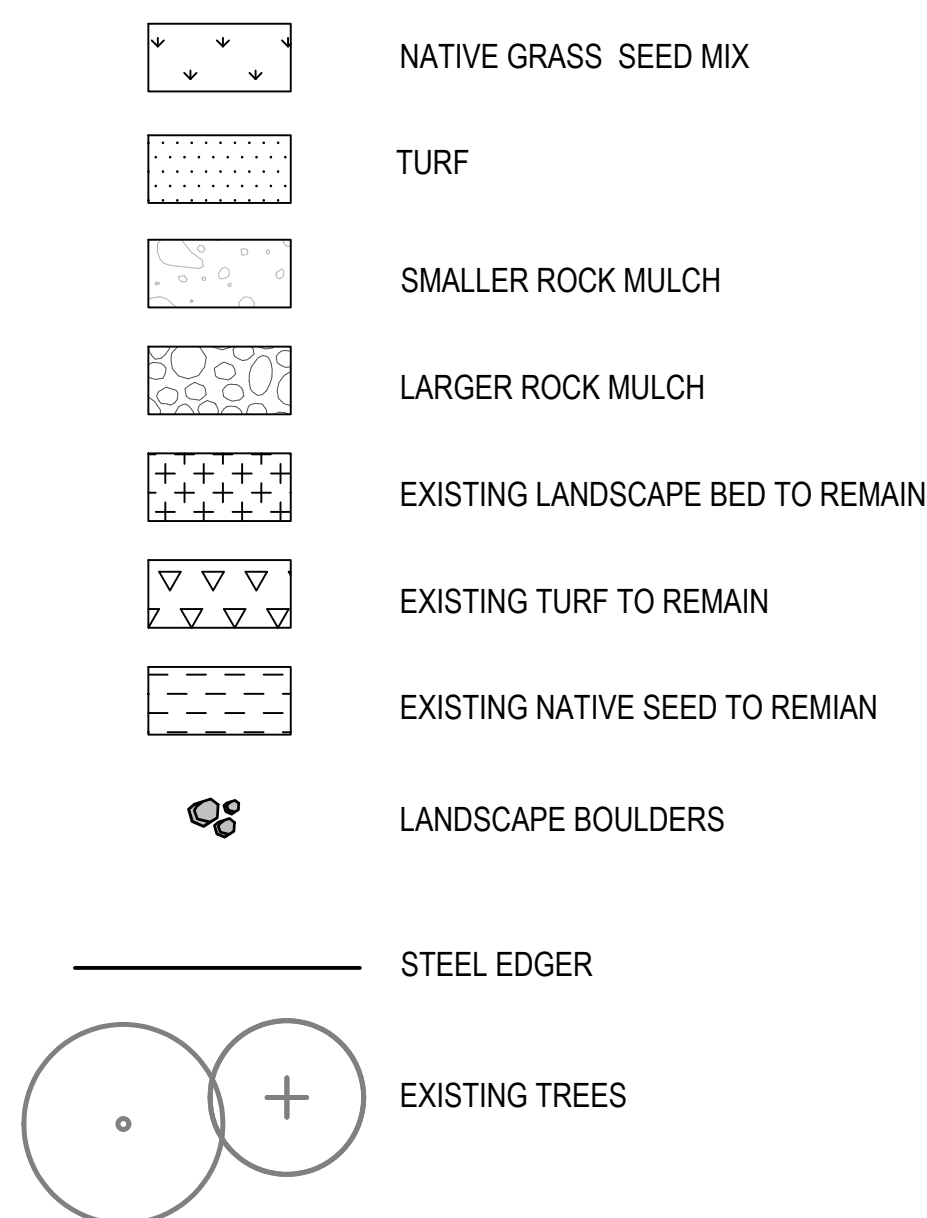 NATIVE GRASS  SEED MIX
TURF
SMALLER ROCK MULCH
LARGER ROCK MULCH
EXISTING LANDSCAPE BED TO REMAIN
EXISTING TURF TO REMAIN
EXISTING NATIVE SEED TO REMIAN
LANDSCAPE BOULDERS
STEEL EDGER
EXISTING TREES